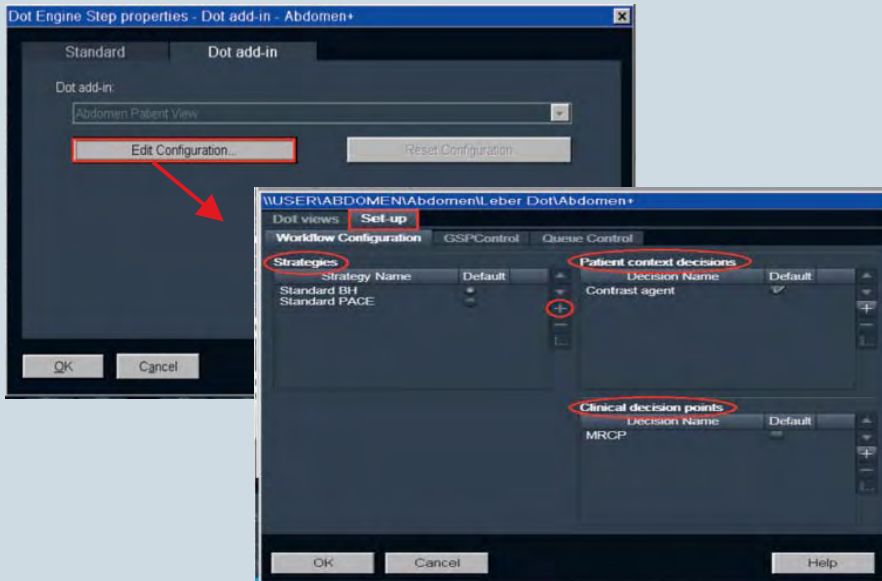 Dot Engine Step properties - Dot add-in - Abdomen+
Standard Dot add-in
Dot add-in:
Abdomen Patient View
Edit Configuration... Reset Configuration...
OK Cancel
\\USER\ABDOMEN\Abdomen\Leber Dot\Abdomen+
Dot views Set-up
Workflow Configuration GSPControl Queue Control
Strategies
Strategy Name Default
Standard BH
Standard PACE
Patient context decisions
Decision Name Default
Contrast agent
Clinical decision points
Decision Name Default
MRCP
OK Cancel Help